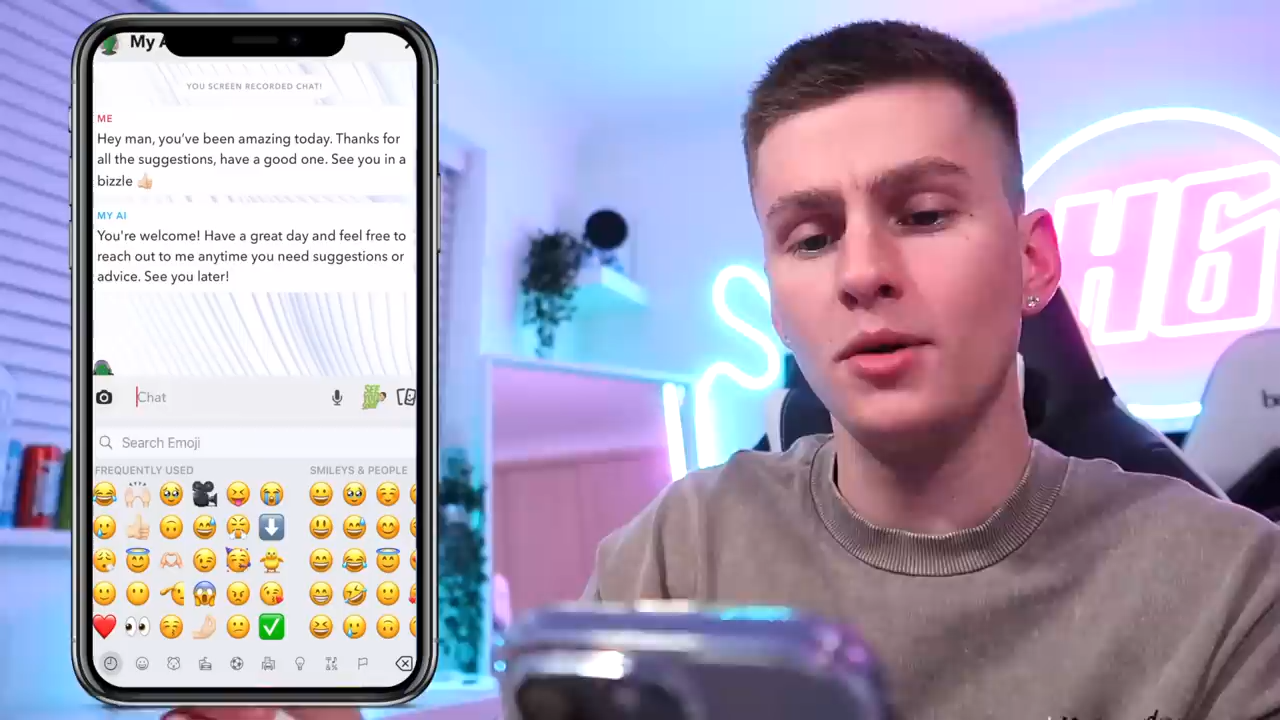 My A
YOU SCREEN RECORDED CHAT!
ME
Hey man, you've been amazing today. Thanks for
all the suggestions, have a good one. See you in a
bizzle 👍🏻
MY AI
You're welcome! Have a great day and feel free to
reach out to me anytime you need suggestions or
advice. See you later!
Chat
Search Emoji
FREQUENTLY USED
SMILEYS & PEOPLE
HG